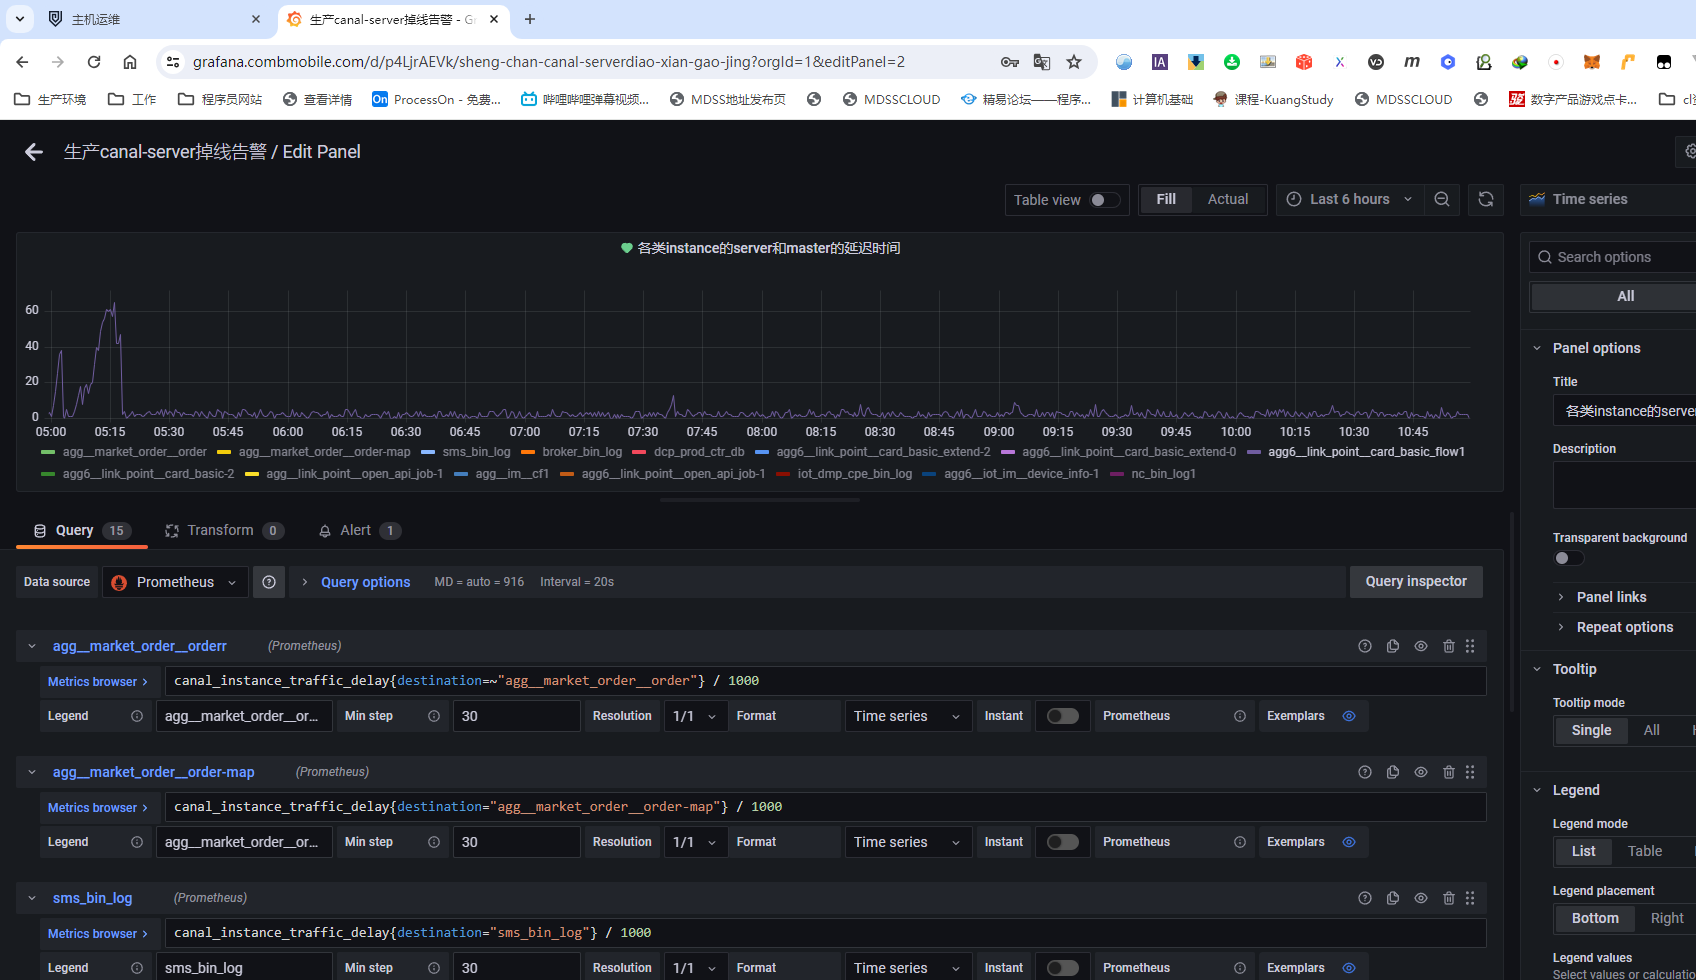 主机运维
生产canal-server掉线告警 - Gr
grafana.combmobile.com/d/p4LjrAEVk/sheng-chan-canal-serverdiao-xian-gao-jing?orgId=1&editPanel=2
IA
m
生产环境
工作
程序员网站
查看详情
On ProcessOn - 免费...
哔哩哔哩弹幕视频...
MDSS地址发布页
MDSSCLOUD
精易论坛——程序...
计算机基础
课程-KuangStudy
MDSSCLOUD
数字产品游戏点卡...
生产canal-server掉线告警 / Edit Panel
Table view
Fill
Actual
Last 6 hours
Time series
各类instance的server和master的延迟时间
60
40
20
0
05:00 05:15 05:30 05:45 06:00 06:15 06:30 06:45 07:00 07:15 07:30 07:45 08:00 08:15 08:30 08:45 09:00 09:15 09:30 09:45 10:00 10:15 10:30 10:45
agg__market_order__order agg__market_order__order-map sms_bin_log broker_bin_log dcp_prod_ctr_db agg6__link_point__card_basic_extend-2 agg6__link_point__card_basic_extend-0 agg6__link_point__card_basic_flow1
agg6__link_point__card_basic-2 agg__link_point__open_api_job-1 agg__im__cf1 agg6__link_point__open_api_job-1 iot_dmp_cpe_bin_log agg6__iot_im__device_info-1 nc_bin_log1
Search options
All
Panel options
Title
各类instance的server
Description
Transparent background
Panel links
Repeat options
Tooltip
Tooltip mode
Single All
Legend
Legend mode
List Table
Legend placement
Bottom Right
Legend values
Select values or calculatio
Query 15
Transform 0
Alert 1
Data source Prometheus Query options MD = auto = 916 Interval = 20s Query inspector
agg__market_order__orderr (Prometheus)
Metrics browser > canal_instance_traffic_delay{destination=~"agg__market_order__order"} / 1000
Legend agg__market_order__or... Min step 30 Resolution 1/1 Format Time series Instant Prometheus Exemplars
agg__market_order__order-map (Prometheus)
Metrics browser > canal_instance_traffic_delay{destination="agg__market_order__order-map"} / 1000
Legend agg__market_order__or... Min step 30 Resolution 1/1 Format Time series Instant Prometheus Exemplars
sms_bin_log (Prometheus)
Metrics browser > canal_instance_traffic_delay{destination="sms_bin_log"} / 1000
Legend sms_bin_log Min step 30 Resolution 1/1 Format Time series Instant Prometheus Exemplars